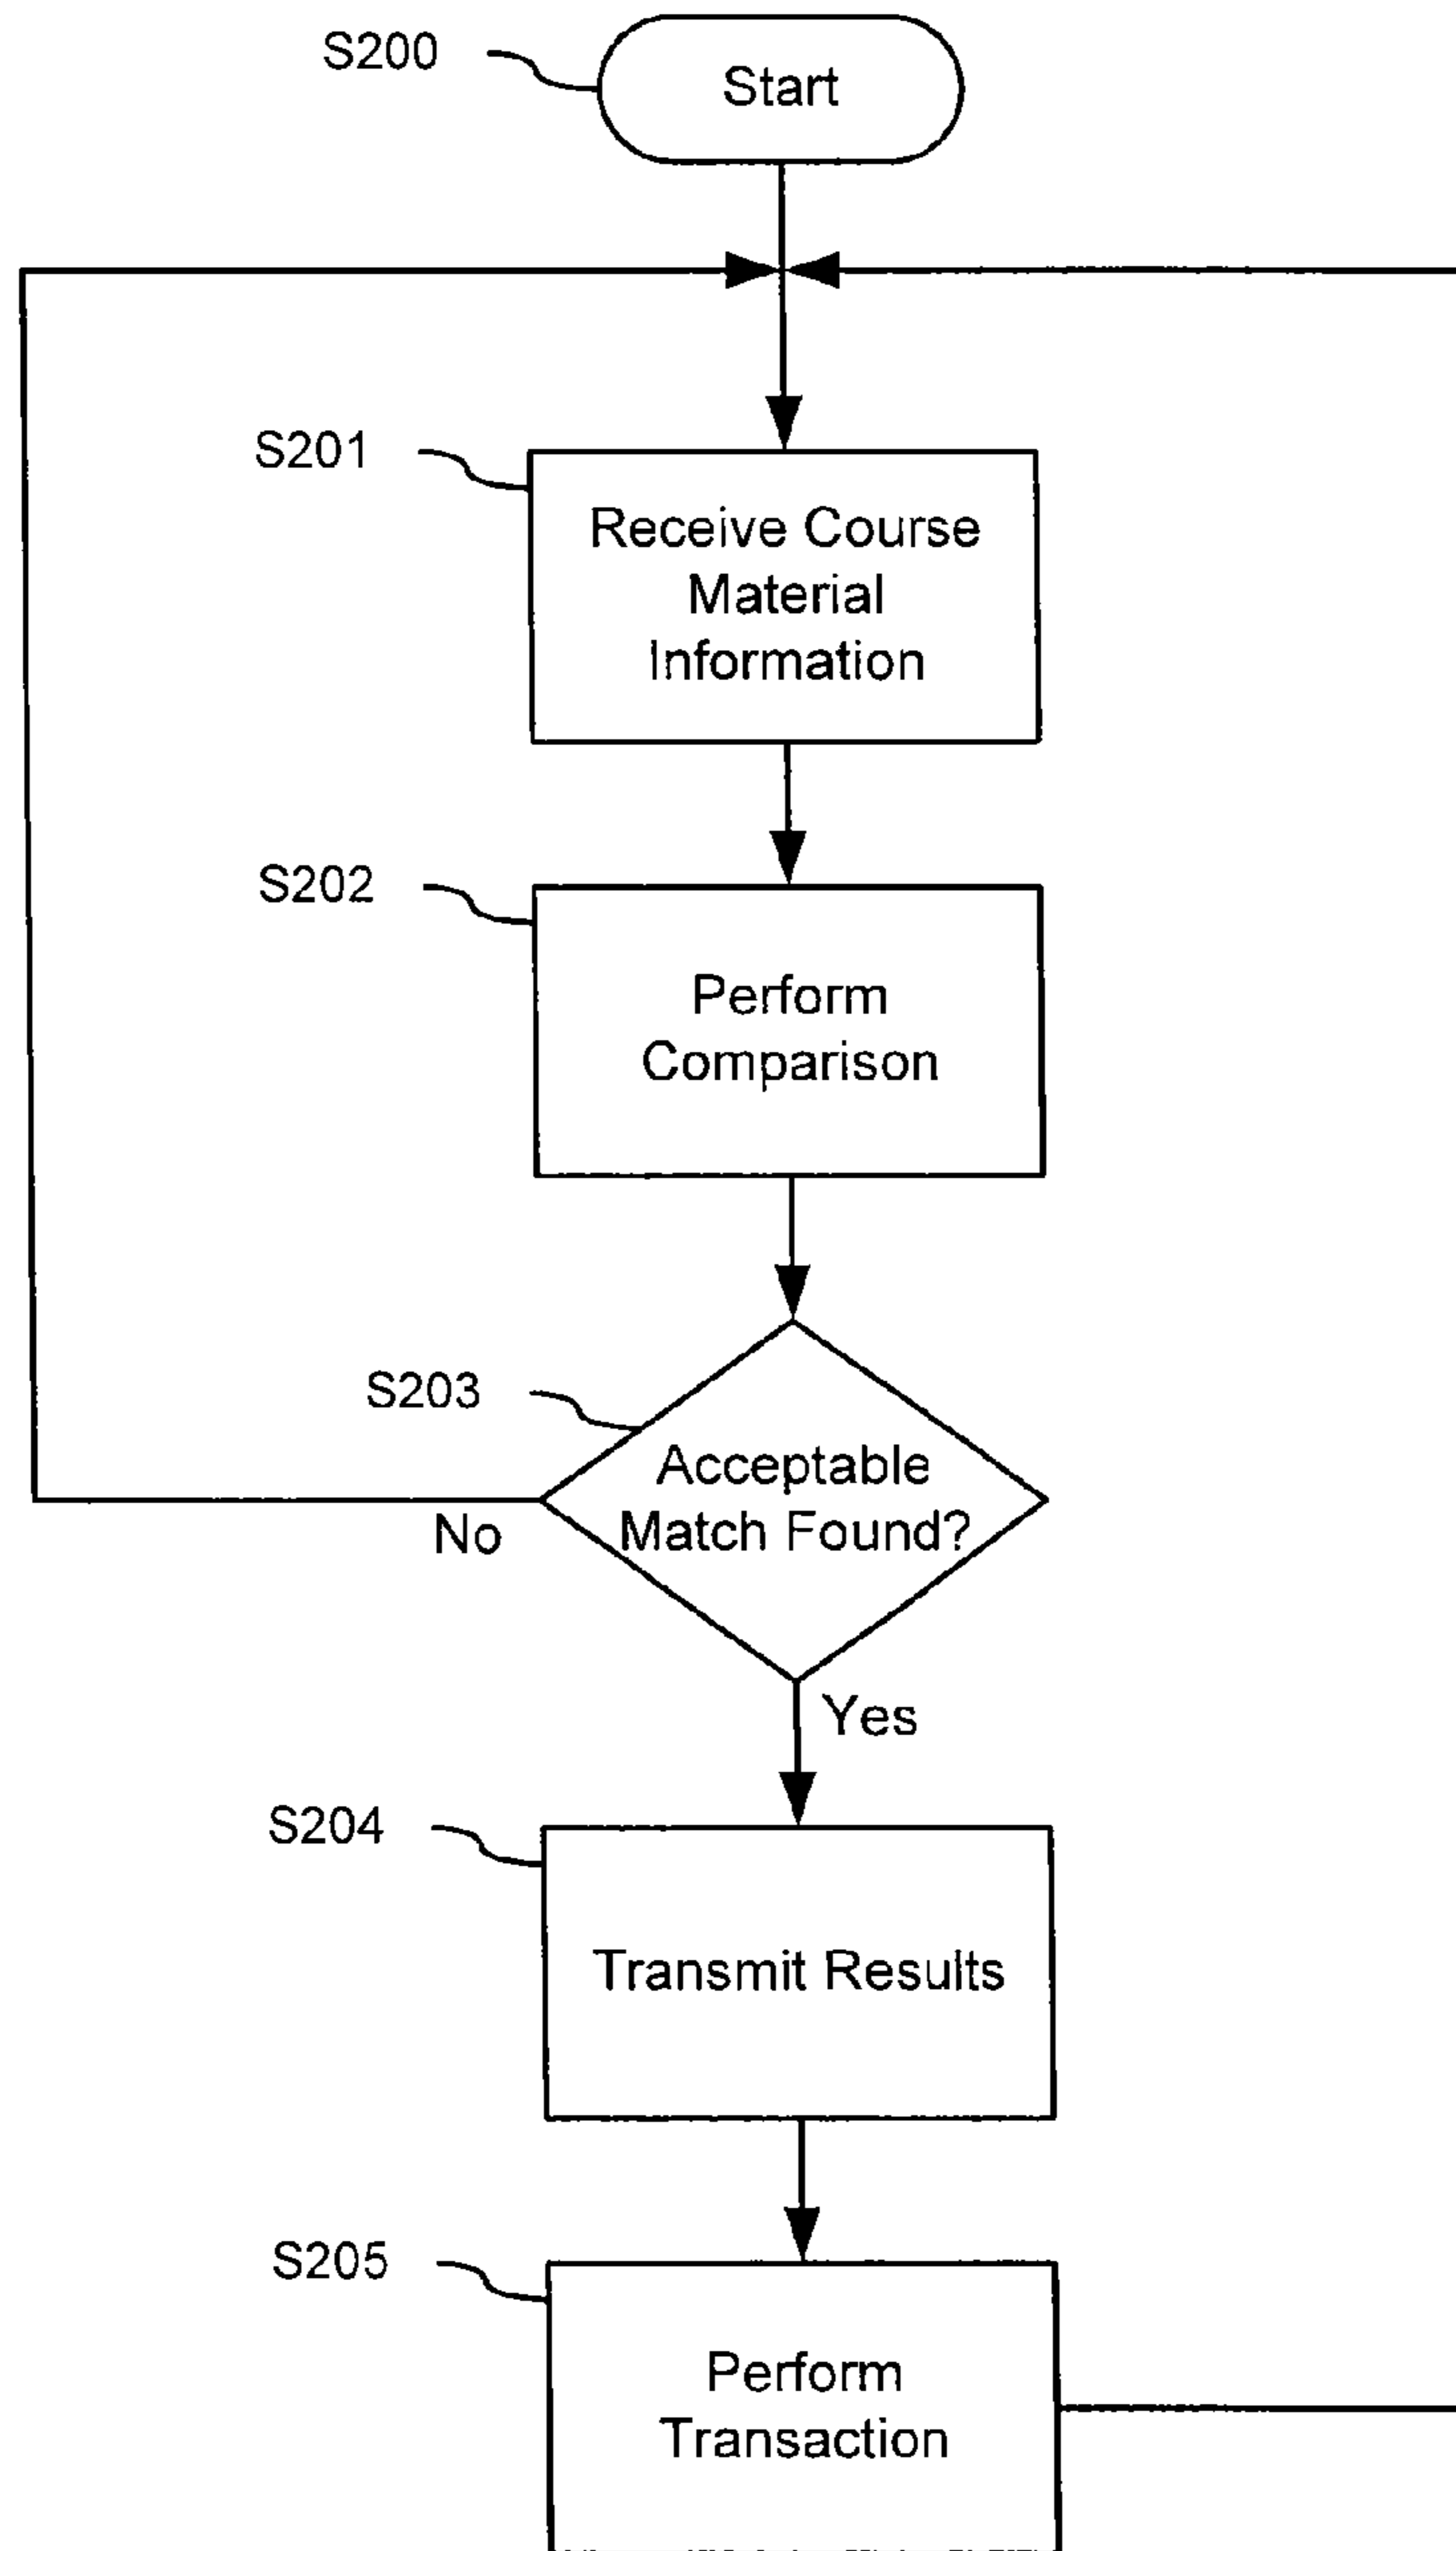 S200
Start
S201
Receive Course
Material
Information
S202
Perform
Comparison
S203
Acceptable
Match Found?
No
Yes
S204
Transmit Results
S205
Perform
Transaction